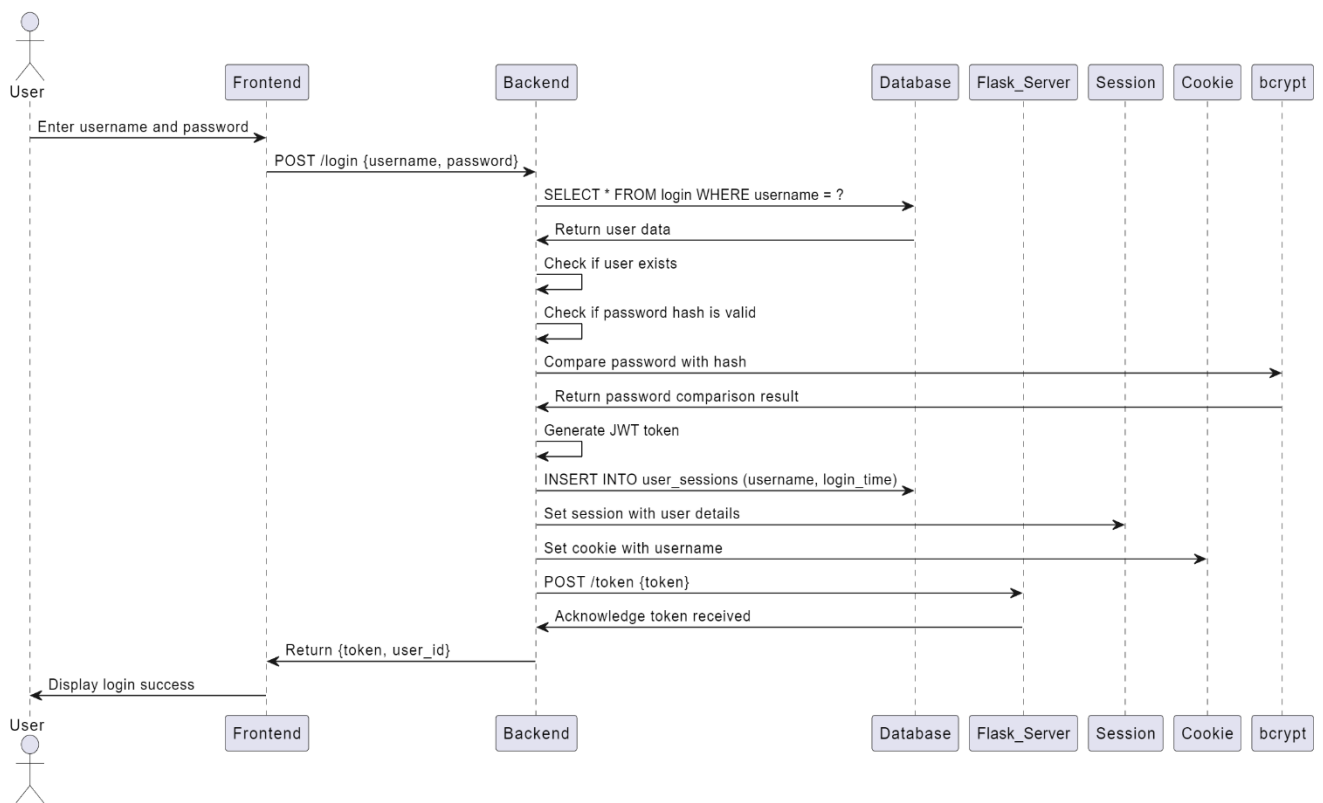 User
Frontend
Backend
Database
Flask_Server
Session
Cookie
bcrypt
Enter username and password
POST /login {username, password}
SELECT * FROM login WHERE username = ?
Return user data
Check if user exists
Check if password hash is valid
Compare password with hash
Return password comparison result
Generate JWT token
INSERT INTO user_sessions (username, login_time)
Set session with user details
Set cookie with username
POST /token {token}
Acknowledge token received
Return {token, user_id}
Display login success
User
Frontend
Backend
Database
Flask_Server
Session
Cookie
bcrypt